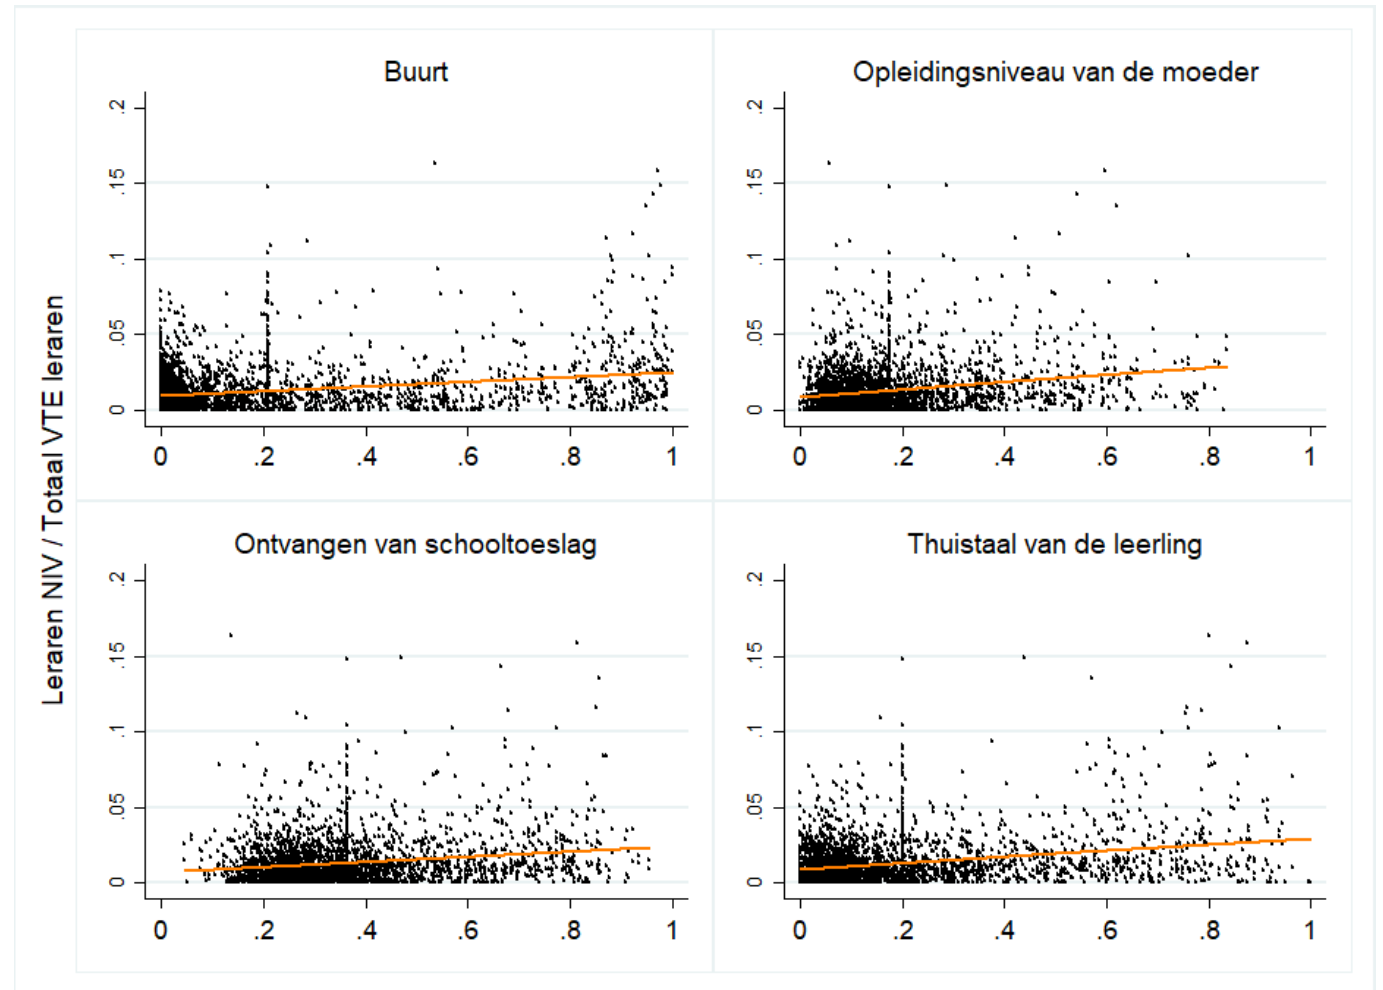 Leraren NIV / Totaal VTE leraren
Buurt
.2
.15
.1
.05
0
0 .2 .4 .6 .8 1
Opleidingsniveau van de moeder
.2
.15
.1
.05
0
0 .2 .4 .6 .8 1
Ontvangen van schooltoeslag
.2
.15
.1
.05
0
0 .2 .4 .6 .8 1
Thuistaal van de leerling
.2
.15
.1
.05
0
0 .2 .4 .6 .8 1